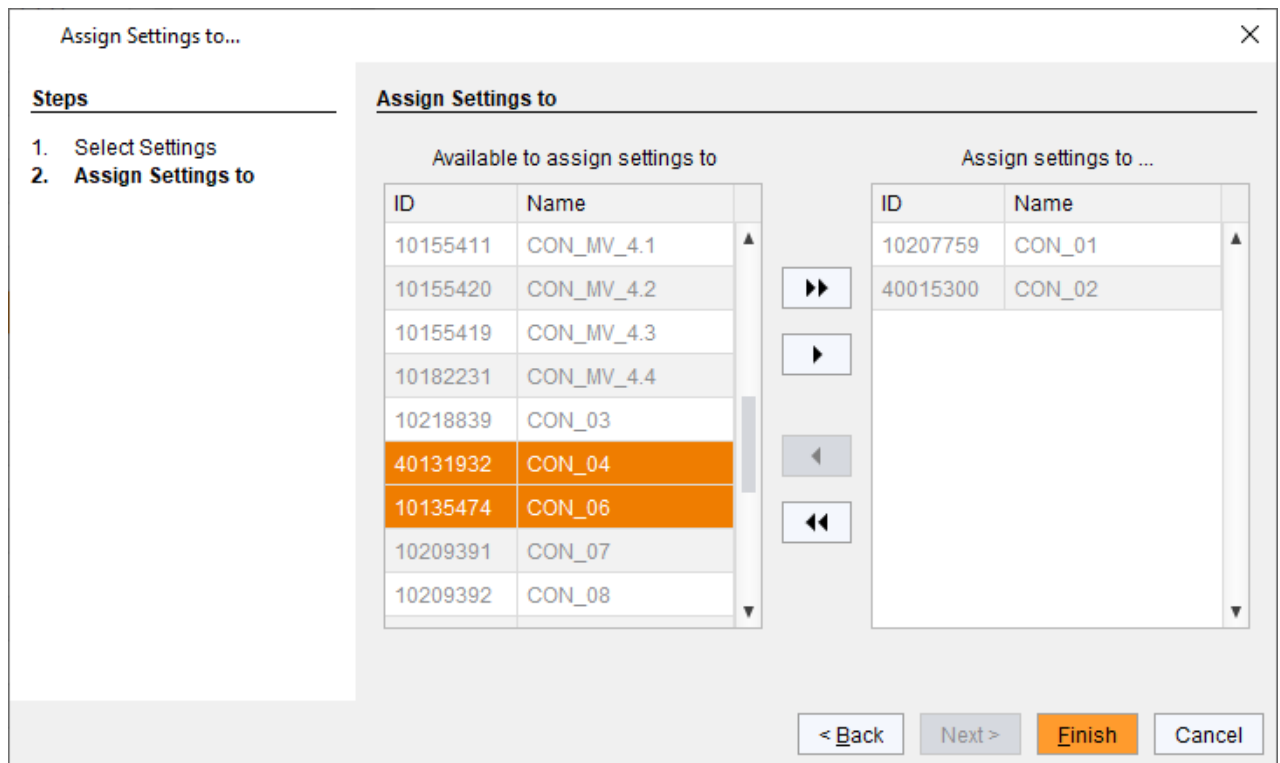 Assign Settings to...
Steps
1. Select Settings
2. Assign Settings to
Assign Settings to
Available to assign settings to
ID Name
10155411 CON_MV_4.1
10155420 CON_MV_4.2
10155419 CON_MV_4.3
10182231 CON_MV_4.4
10218839 CON_03
40131932 CON_04
10135474 CON_06
10209391 CON_07
10209392 CON_08
Assign settings to ...
ID Name
10207759 CON_01
40015300 CON_02
< Back Next > Finish Cancel